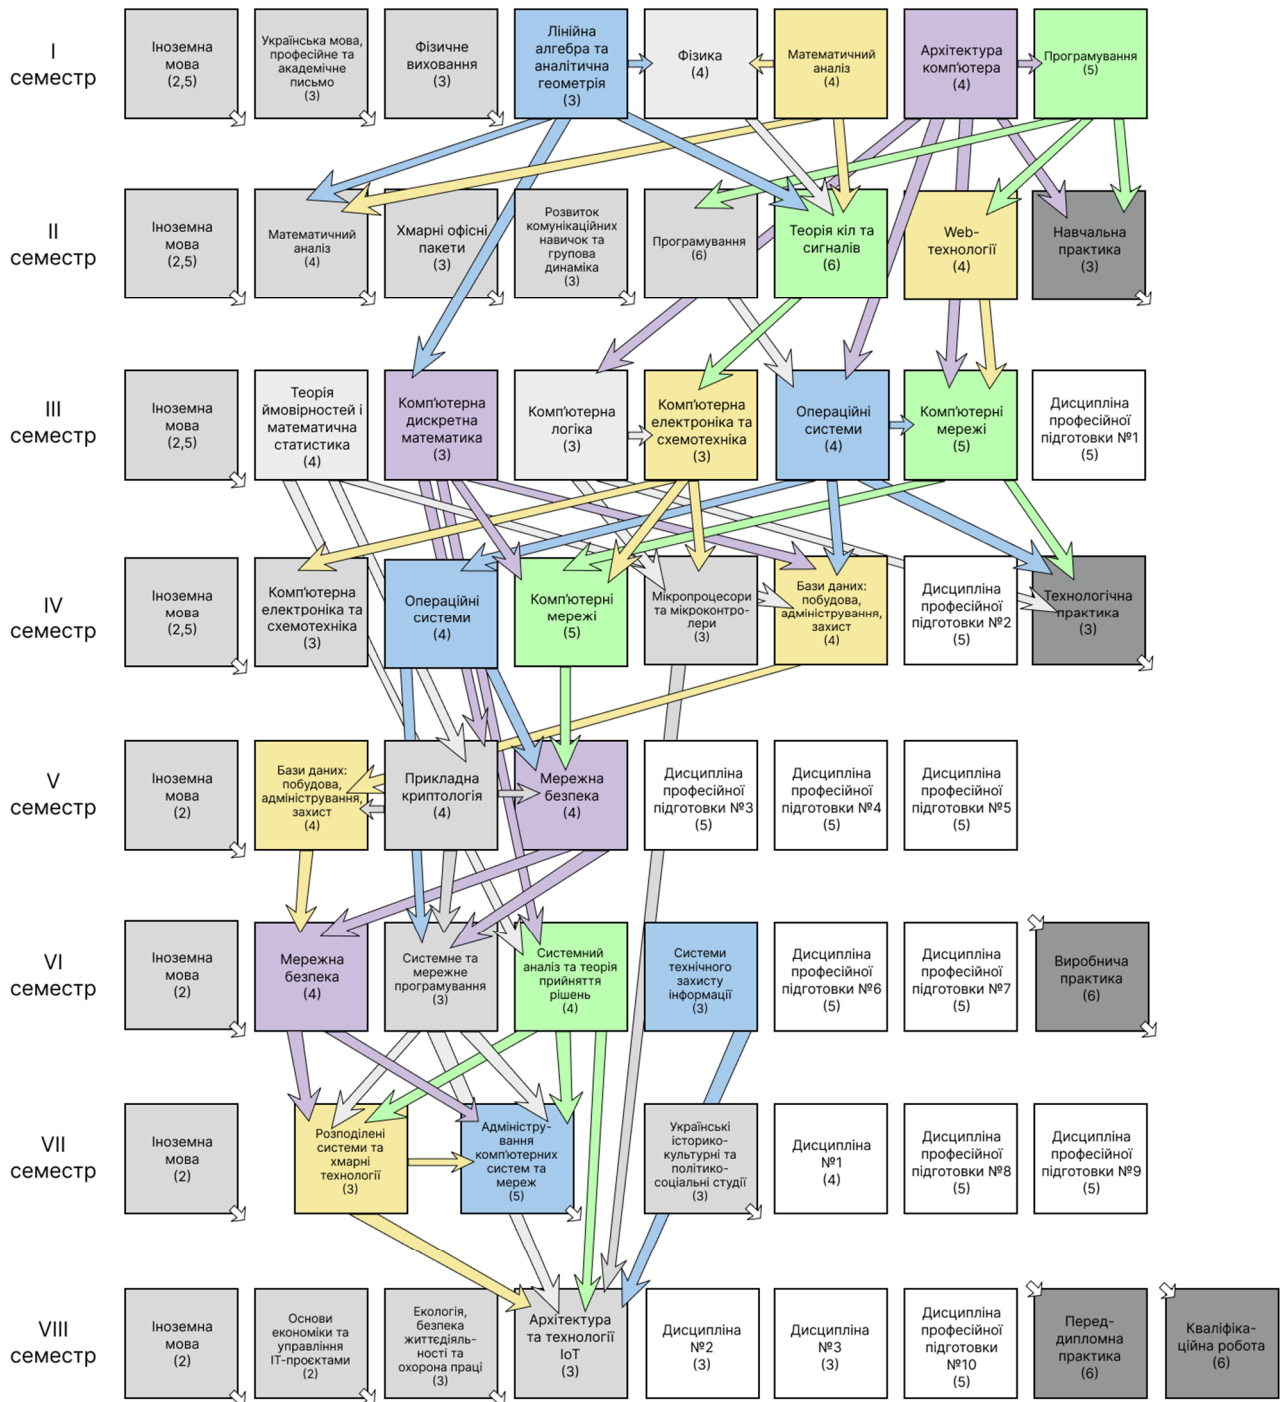 I
семестр
Іноземна
мова
(2,5)
Українська мова,
професійне та
академічне
письмо
(3)
Фізичне
виховання
(3)
Лінійна
алгебра та
аналітична
геометрія
(3)
Фізика
(4)
Математичний
аналіз
(4)
Архітектура
комп'ютера
(4)
Програмування
(5)
II
семестр
Іноземна
мова
(2,5)
Математичний
аналіз
(4)
Хмарні офісні
пакети
(3)
Розвиток
комунікаційних
навичок та
групова
динаміка
(3)
Програмування
(6)
Теорія кіл та
сигналів
(6)
Web-
технології
(4)
Навчальна
практика
(3)
III
семестр
Іноземна
мова
(2,5)
Теорія
ймовірностей і
математична
статистика
(4)
Комп'ютерна
дискретна
математика
(3)
Комп'ютерна
логіка
(3)
Комп'ютерна
електроніка та
схемотехніка
(3)
Операційні
системи
(4)
Комп'ютерні
мережі
(5)
Дисципліна
професійної
підготовки №1
(5)
IV
семестр
Іноземна
мова
(2,5)
Комп'ютерна
електроніка та
схемотехніка
(3)
Операційні
системи
(4)
Комп'ютерні
мережі
(5)
Мікропроцесори
та мікроконтро-
лери
(3)
Бази даних:
побудова,
адміністрування,
захист
(4)
Дисципліна
професійної
підготовки №2
(5)
Технологічна
практика
(3)
V
семестр
Іноземна
мова
(2)
Бази даних:
побудова,
адміністрування,
захист
(4)
Прикладна
криптологія
(4)
Мережна
безпека
(4)
Дисципліна
професійної
підготовки №3
(5)
Дисципліна
професійної
підготовки №4
(5)
Дисципліна
професійної
підготовки №5
(5)
VI
семестр
Іноземна
мова
(2)
Мережна
безпека
(4)
Системне та
мережне
програмування
(3)
Системний
аналіз та теорія
прийняття
рішень
(4)
Системи
технічного
захисту
інформації
(3)
Дисципліна
професійної
підготовки №6
(5)
Дисципліна
професійної
підготовки №7
(5)
Виробнича
практика
(6)
VII
семестр
Іноземна
мова
(2)
Розподілені
системи та
хмарні
технології
(3)
Адміністру-
вання
комп'ютерних
систем та
мереж
(5)
Українські
історико-
культурні та
політико-
соціальні студії
(3)
Дисципліна
№1
(4)
Дисципліна
професійної
підготовки №8
(5)
Дисципліна
професійної
підготовки №9
(5)
VIII
семестр
Іноземна
мова
(2)
Основи
економіки та
управління
ІТ-проєктами
(2)
Екологія,
безпека
життєдіяль-
ності та
охорона праці
(3)
Архітектура
та технології
IoT
(3)
Дисципліна
№2
(3)
Дисципліна
№3
(3)
Дисципліна
професійної
підготовки
№10
(5)
Перед-
дипломна
практика
(6)
Кваліфіка-
ційна робота
(6)